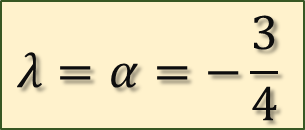 λ = α = −3/4